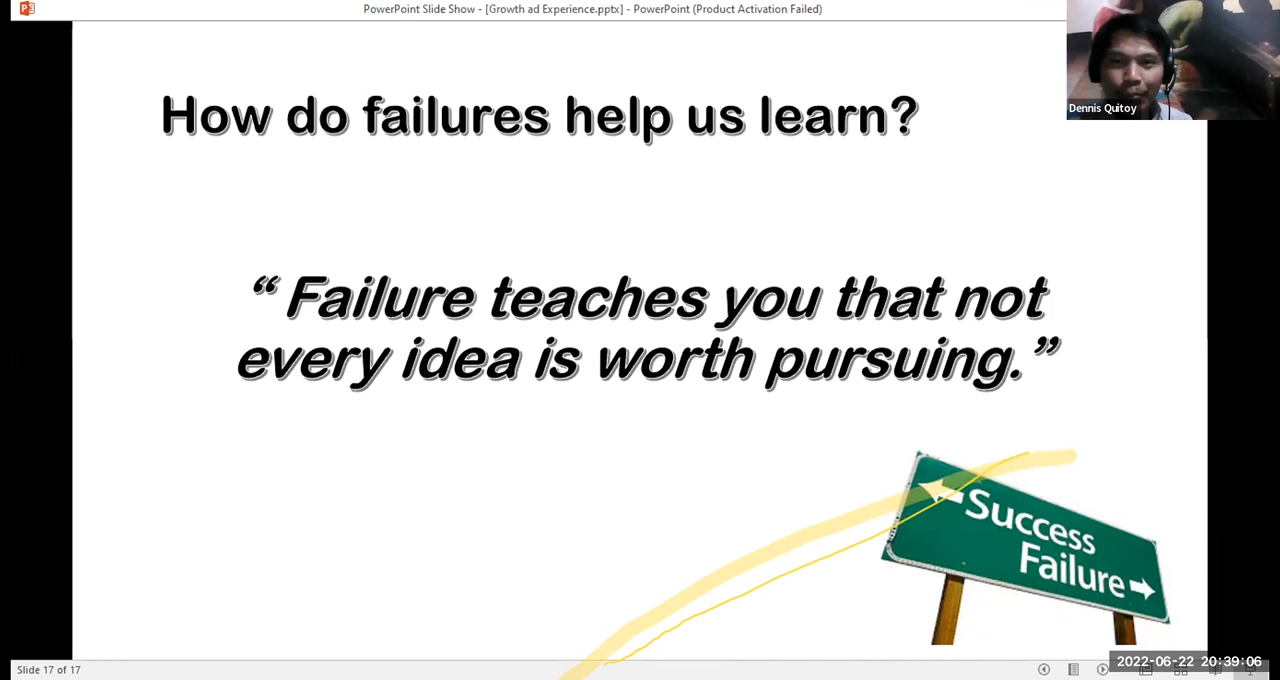 PowerPoint Slide Show - [Growth ad Experience.pptx] - PowerPoint (Product Activation Failed)
Dennis Quitoy
How do failures help us learn?
“ Failure teaches you that not
every idea is worth pursuing.”
Success
Failure
Slide 17 of 17
2022-06-22 20:39:06